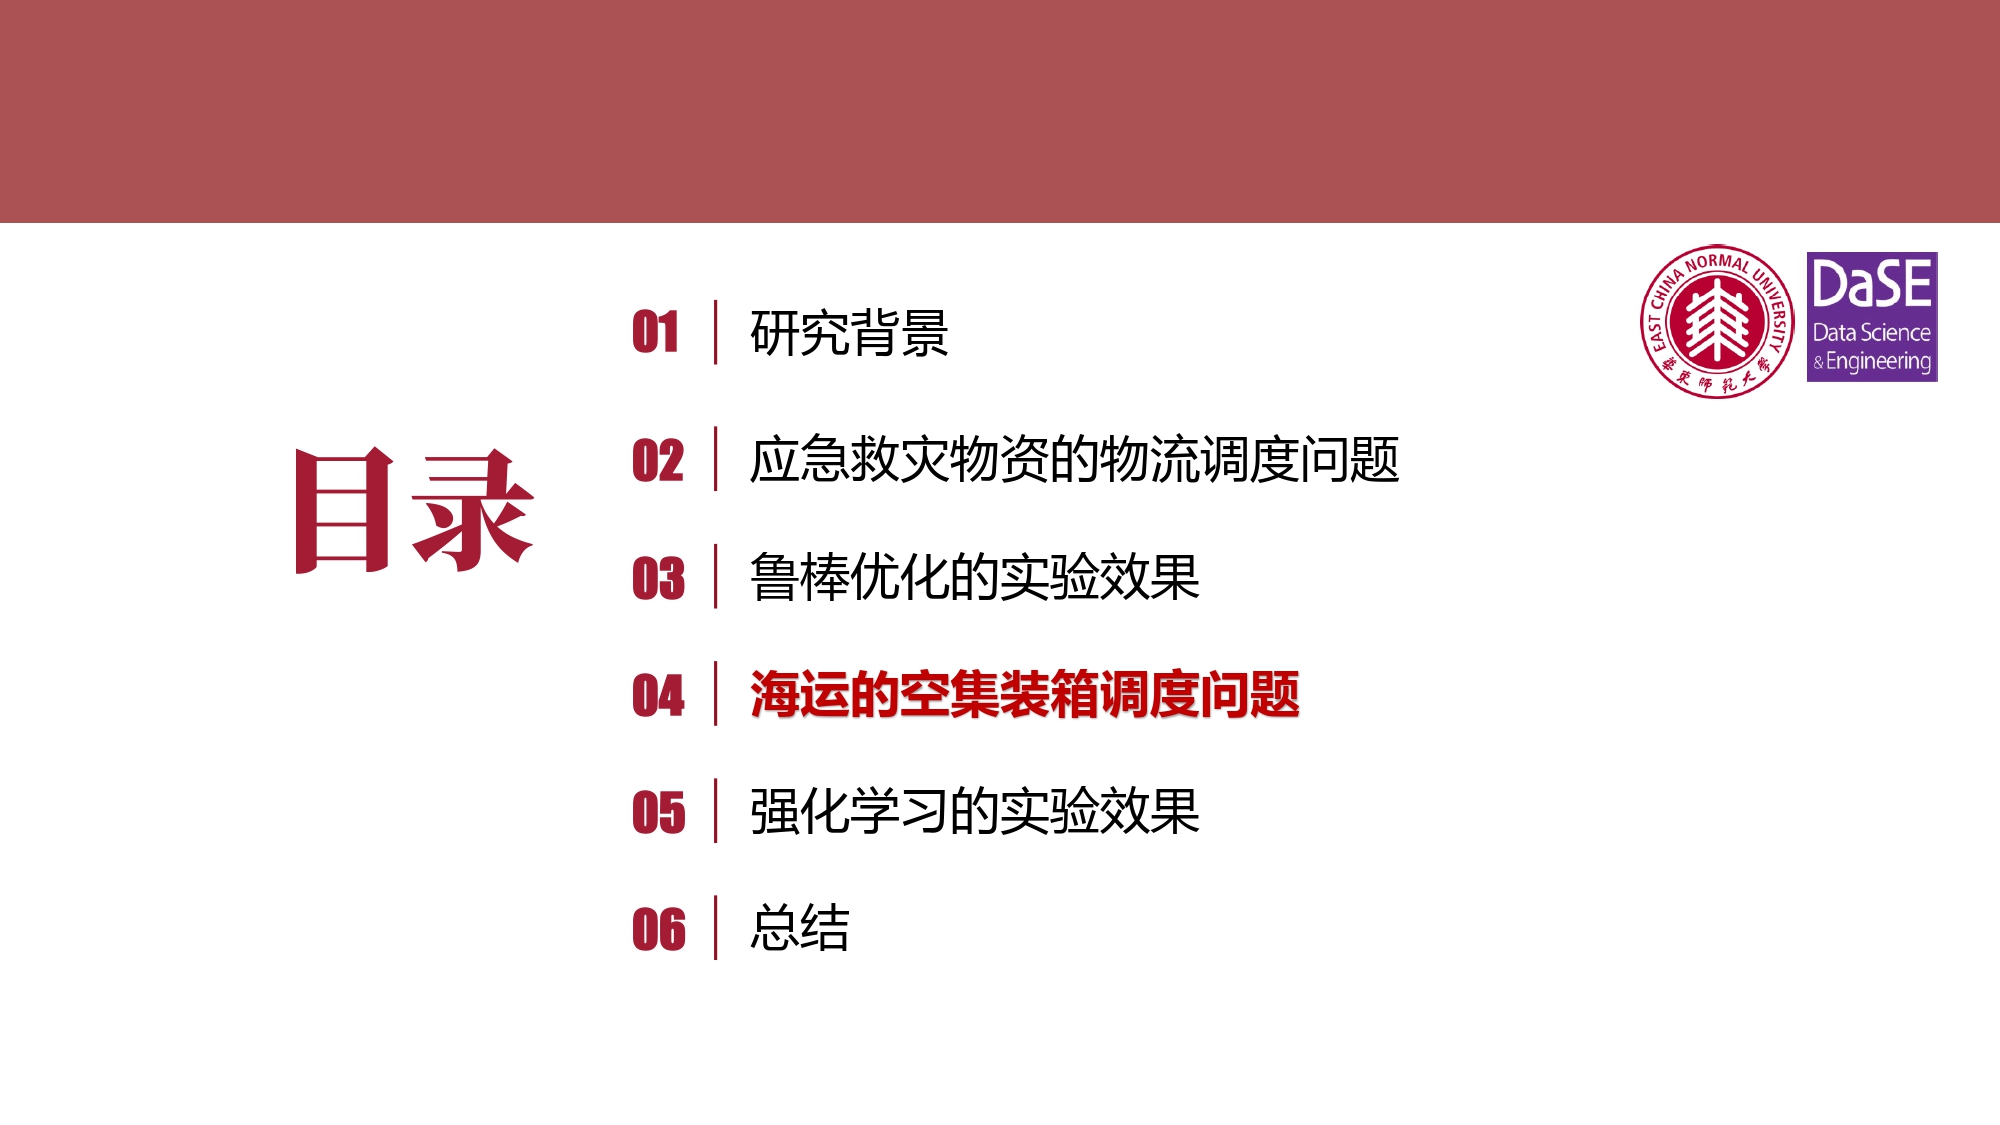 目录
01 研究背景
02 应急救灾物资的物流调度问题
03 鲁棒优化的实验效果
04 海运的空集装箱调度问题
05 强化学习的实验效果
06 总结
EAST CHINA NORMAL UNIVERSITY
華東師範大學
DaSE
Data Science
&Engineering